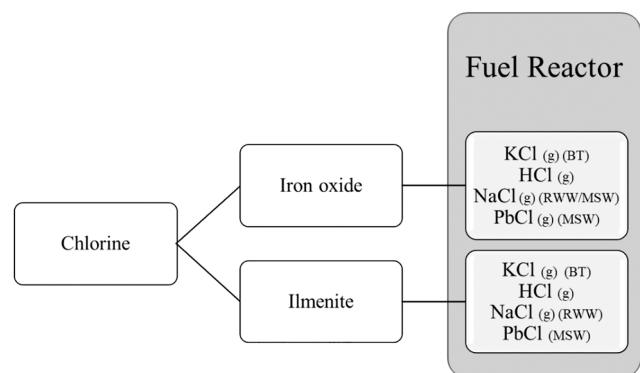 Fuel Reactor
Chlorine
Iron oxide
KCl (g) (BT)
HCl (g)
NaCl (g) (RWW/MSW)
PbCl (g) (MSW)
Ilmenite
KCl (g) (BT)
HCl (g)
NaCl (g) (RWW)
PbCl (MSW)